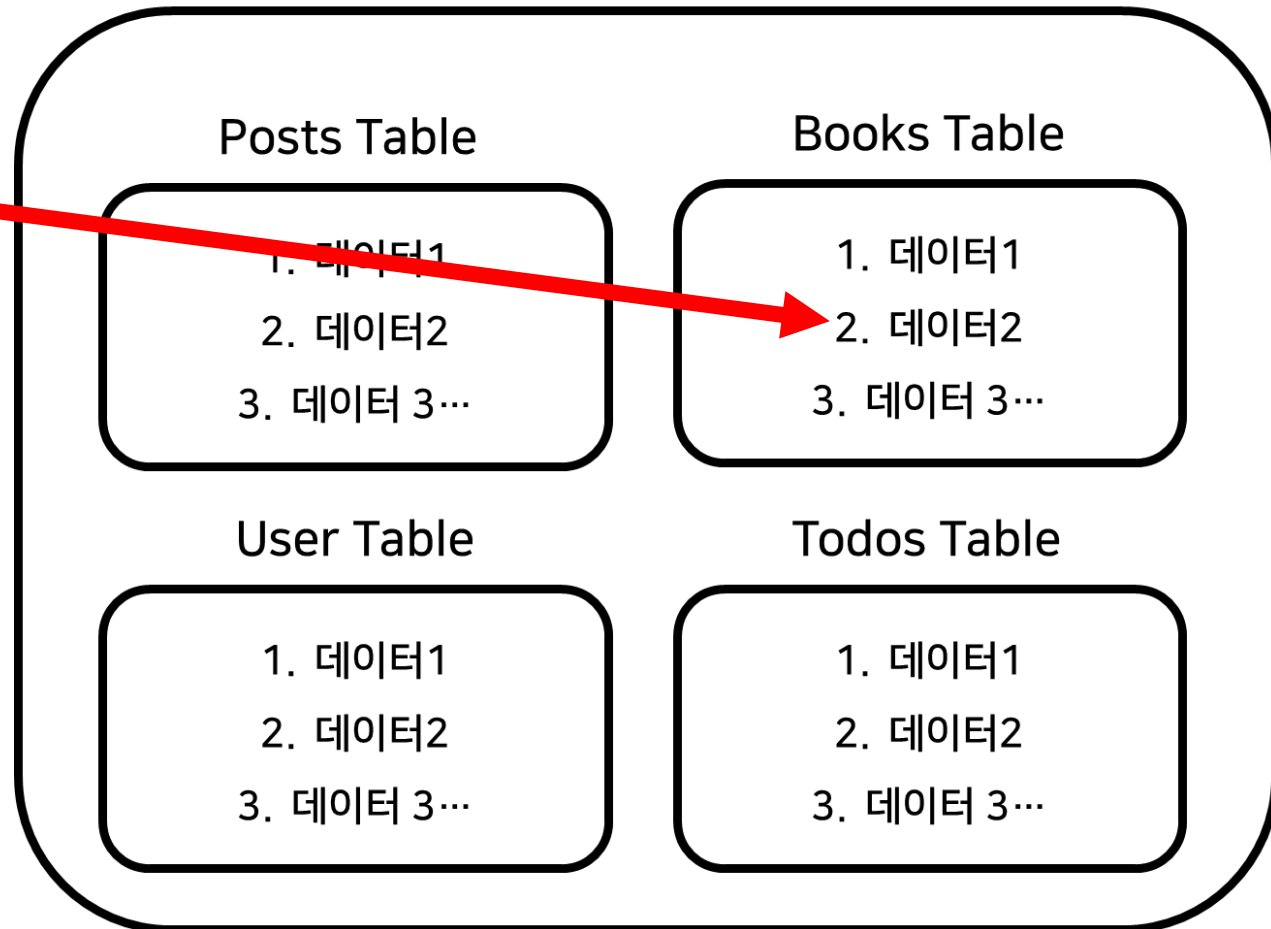 Posts Table
1. 데이터1
2. 데이터2
3. 데이터 3…
Books Table
1. 데이터1
2. 데이터2
3. 데이터 3…
User Table
1. 데이터1
2. 데이터2
3. 데이터 3…
Todos Table
1. 데이터1
2. 데이터2
3. 데이터 3…